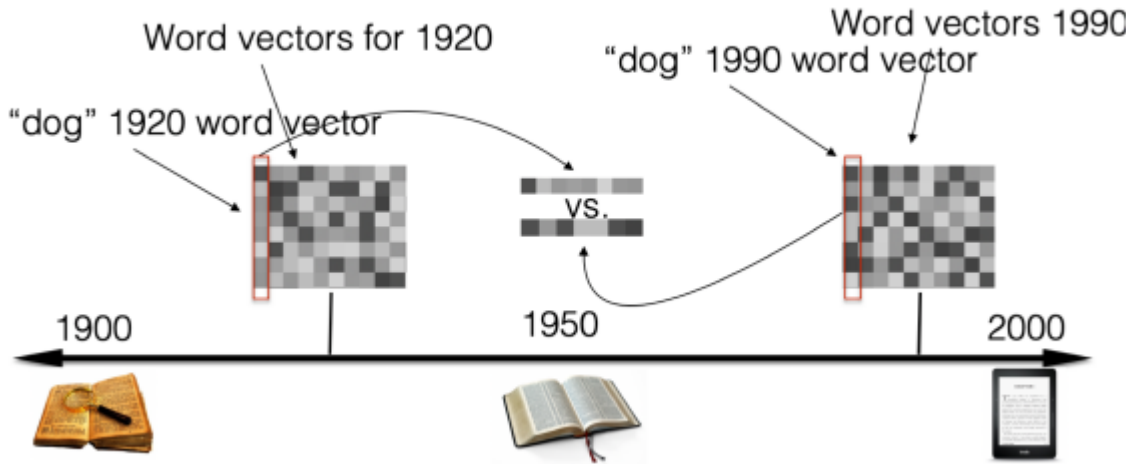 Word vectors for 1920
Word vectors 1990
“dog” 1990 word vector
“dog” 1920 word vector
vs.
1900
1950
2000